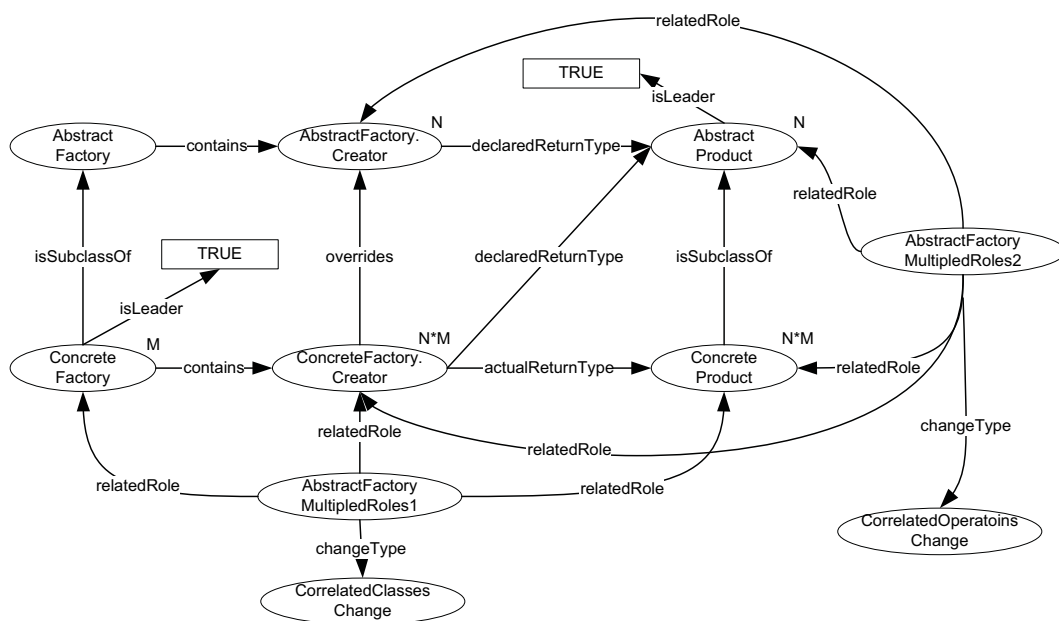 relatedRole
TRUE
isLeader
N
N
Abstract
Factory
contains
AbstractFactory.
Creator
declaredReturnType
Abstract
Product
relatedRole
TRUE
isSubclassOf
overrides
declaredReturnType
isSubclassOf
AbstractFactory
MultipledRoles2
isLeader
M
N*M
N*M
Concrete
Factory
contains
ConcreteFactory.
Creator
actualReturnType
Concrete
Product
relatedRole
relatedRole
changeType
relatedRole
relatedRole
AbstractFactory
MultipledRoles1
relatedRole
CorrelatedOperatoins
Change
changeType
CorrelatedClasses
Change